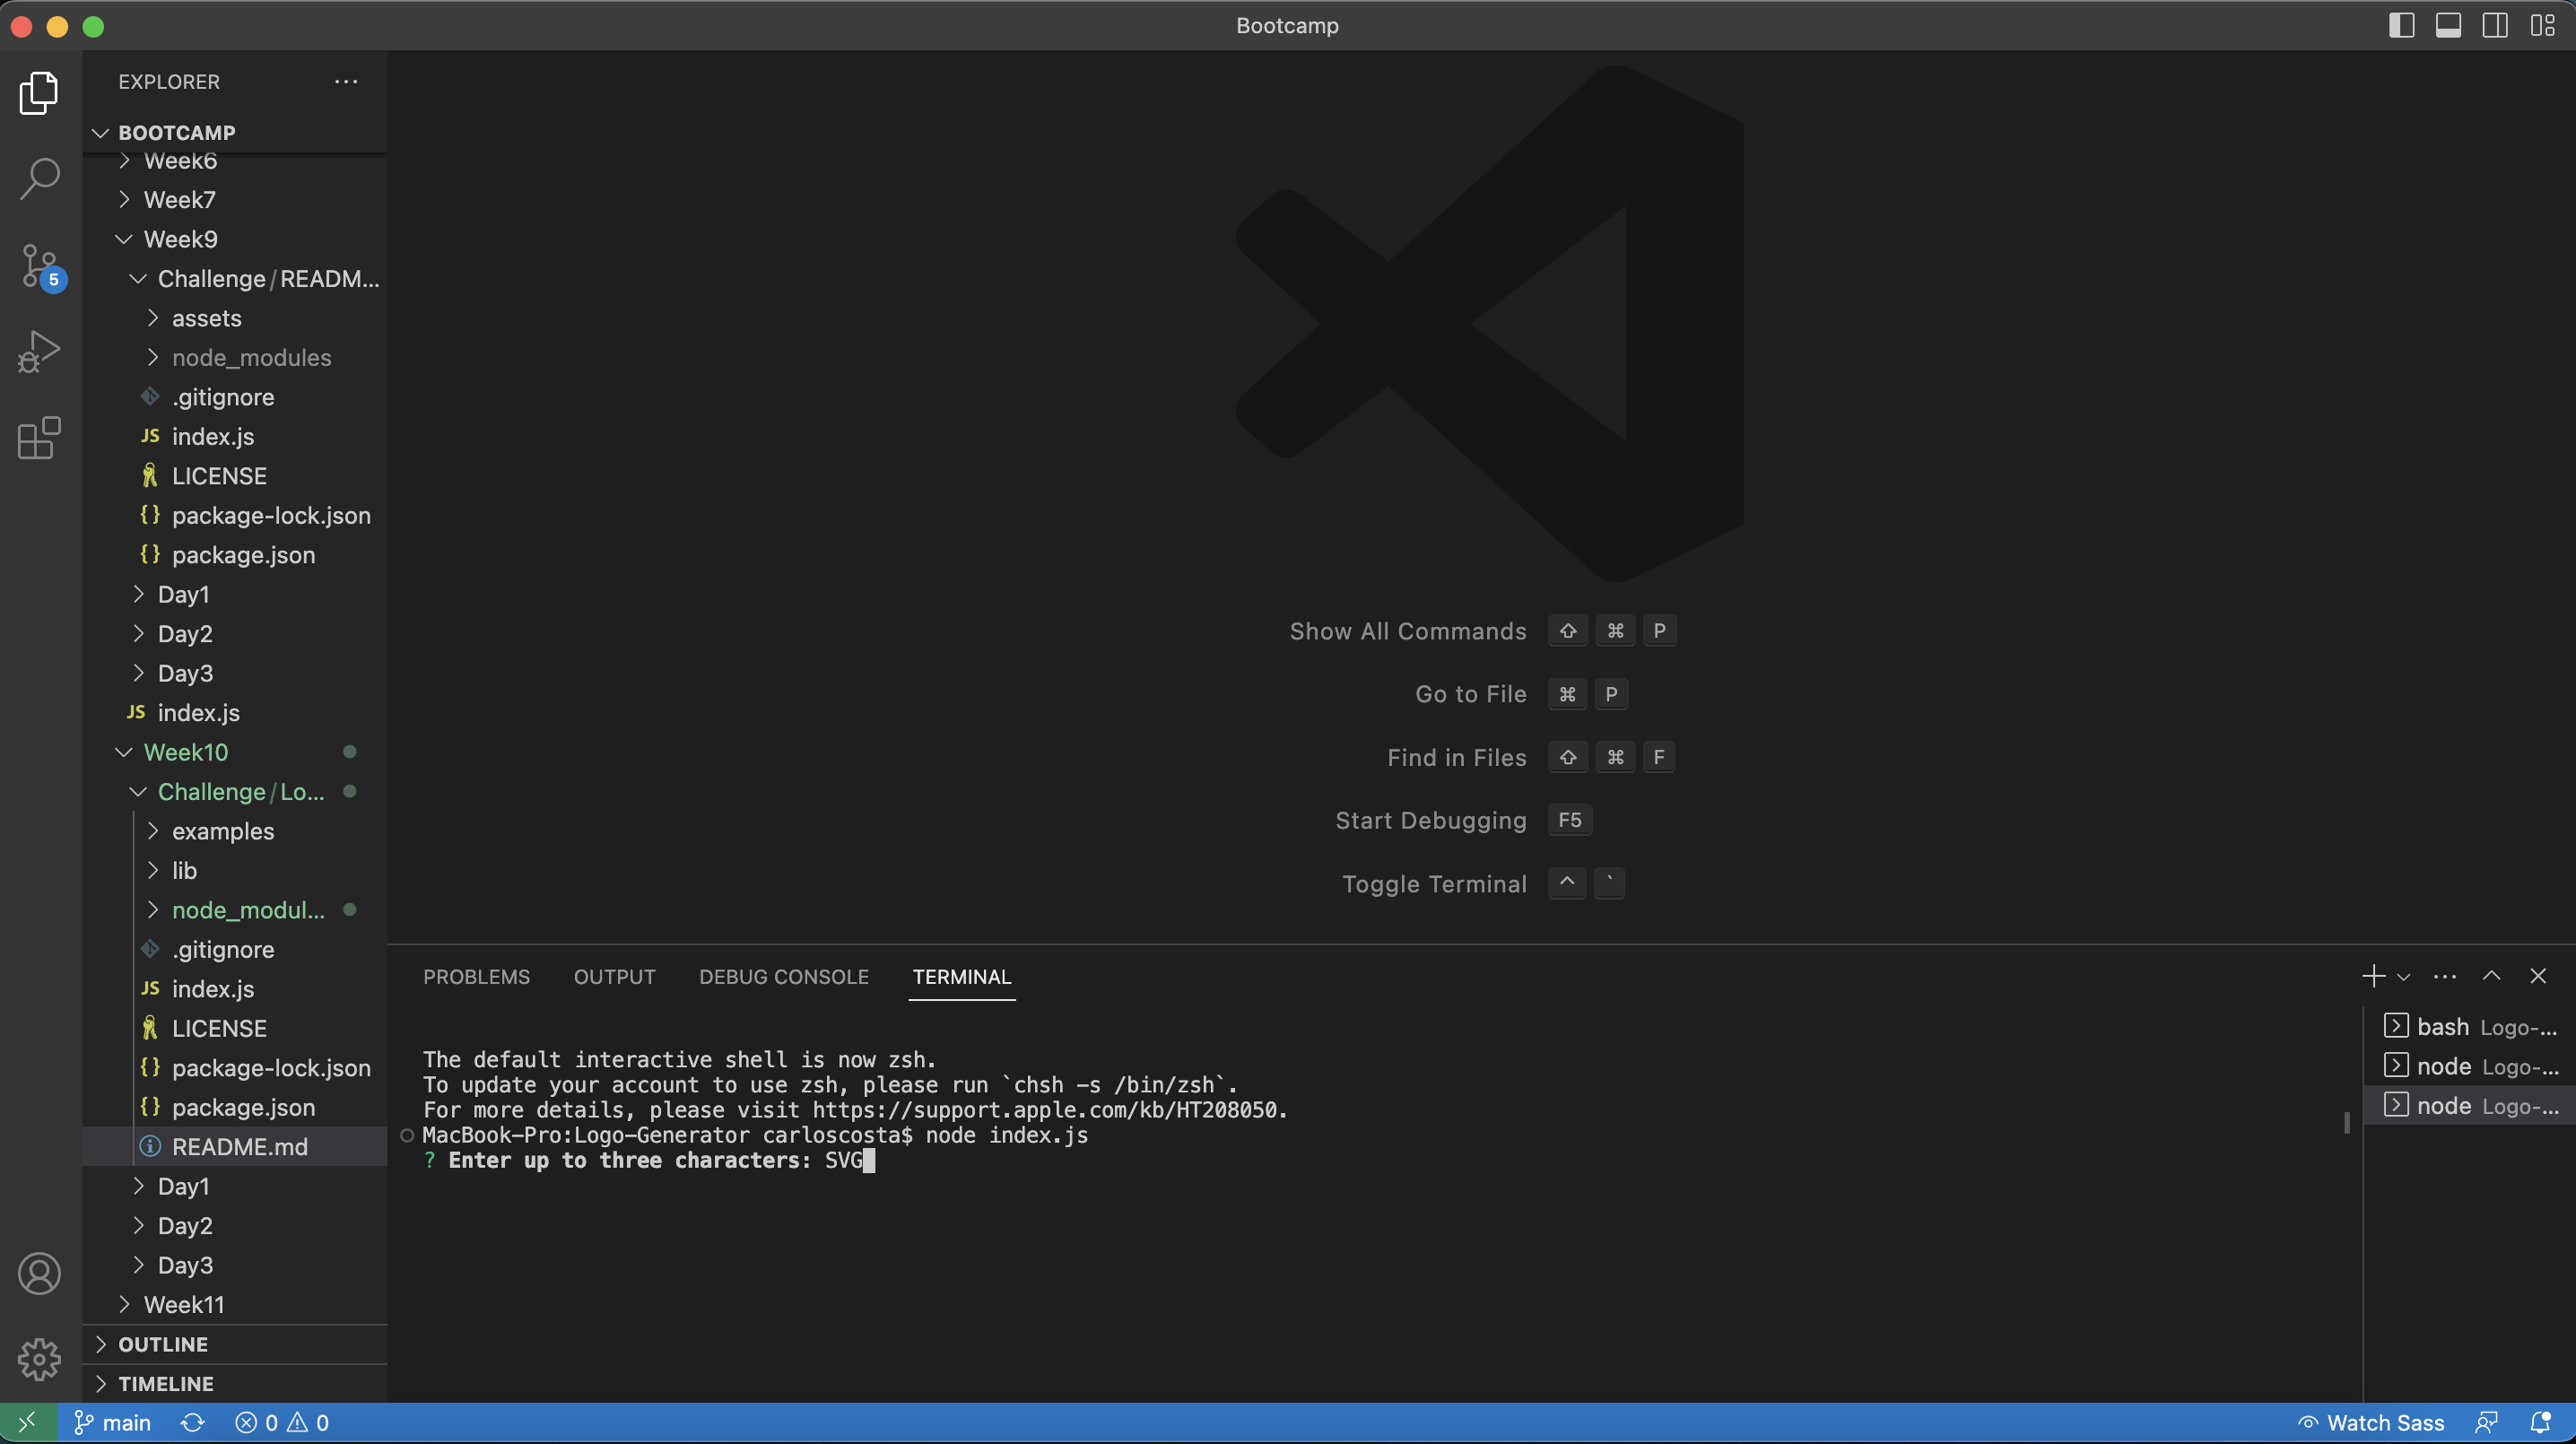 Bootcamp
EXPLORER
BOOTCAMP
Week6
Week7
Week9
Challenge / READM...
assets
node_modules
.gitignore
JS index.js
LICENSE
{} package-lock.json
{} package.json
Day1
Day2
Day3
JS index.js
Week10
Challenge / Lo...
examples
lib
node_modul...
.gitignore
JS index.js
LICENSE
{} package-lock.json
{} package.json
README.md
Day1
Day2
Day3
Week11
OUTLINE
TIMELINE
5
Show All Commands ⇧ ⌘ P
Go to File ⌘ P
Find in Files ⇧ ⌘ F
Start Debugging F5
Toggle Terminal ^ `
PROBLEMS OUTPUT DEBUG CONSOLE TERMINAL
The default interactive shell is now zsh.
To update your account to use zsh, please run `chsh -s /bin/zsh`.
For more details, please visit https://support.apple.com/kb/HT208050.
MacBook-Pro:Logo-Generator carloscosta$ node index.js
? Enter up to three characters: SVG
bash Logo-...
node Logo-...
node Logo-...
main 0 0
Watch Sass